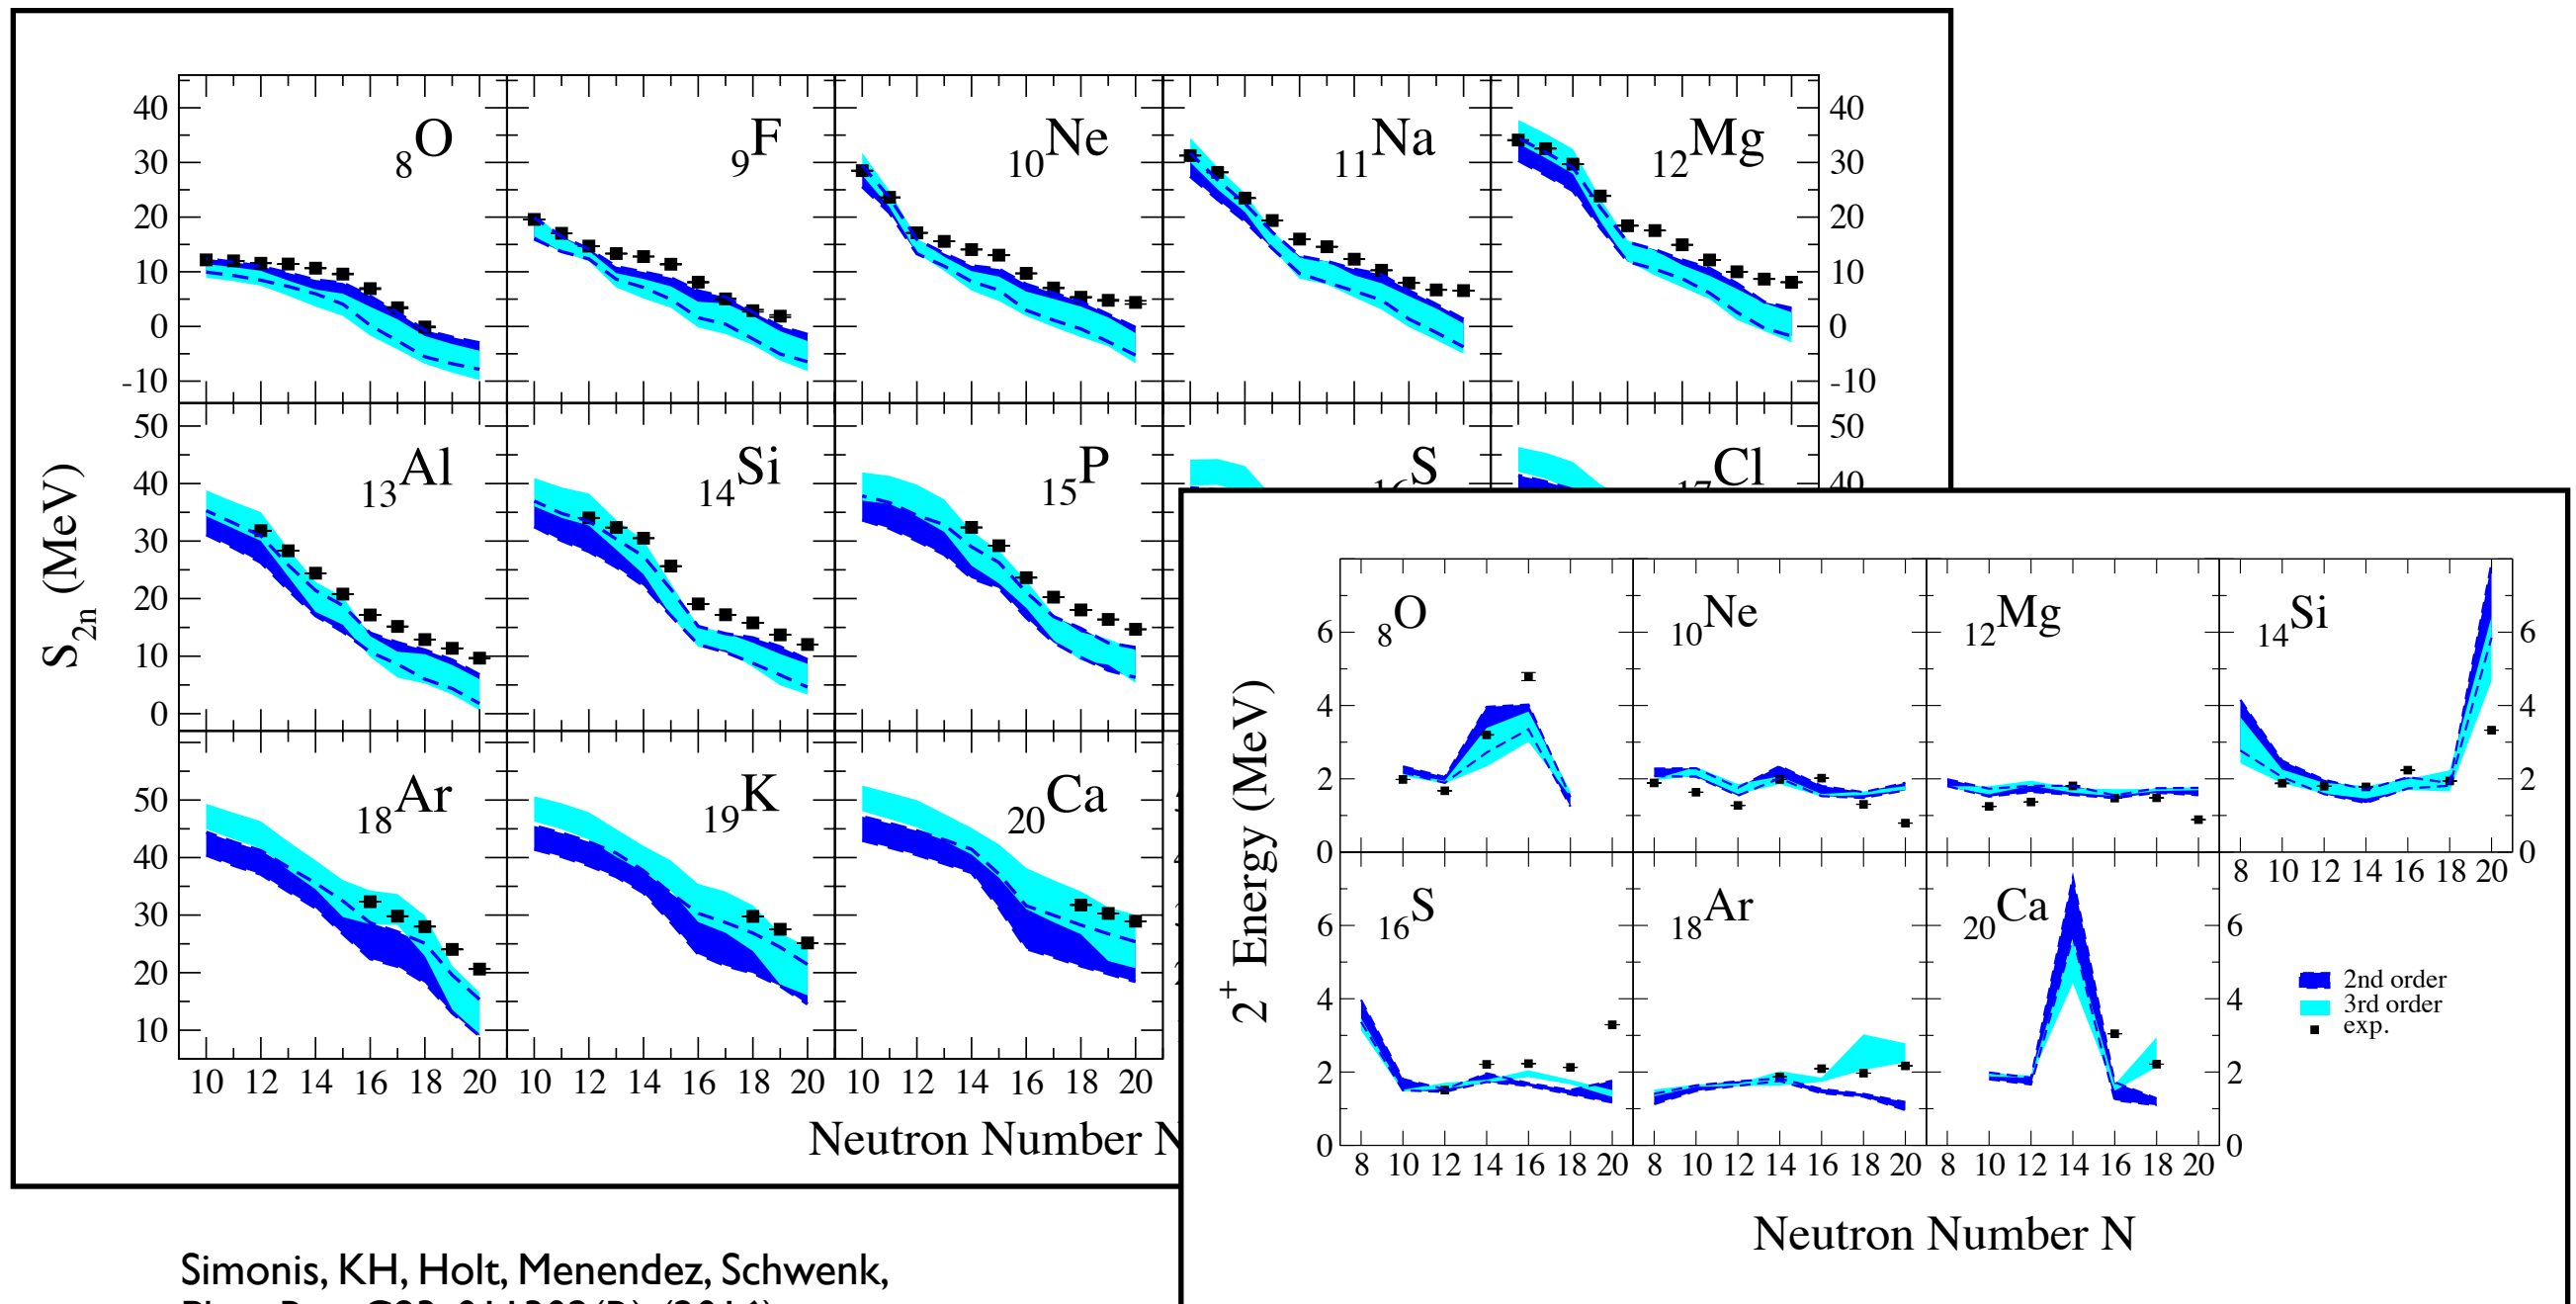 40
30
20
10
0
-10
8O
9F
10Ne
11Na
12Mg
40
30
20
10
0
-10
S2n (MeV)
50
40
30
20
10
0
13Al
14Si
15P
S
Cl
50
40
50
40
30
20
10
18Ar
19K
20Ca
10 12 14 16 18 20
10 12 14 16 18 20
10 12 14 16 18 20
Neutron Number N
Simonis, KH, Holt, Menendez, Schwenk,
2+ Energy (MeV)
6
4
2
0
8O
10Ne
12Mg
14Si
6
4
2
0
8 10 12 14 16 18 20
6
4
2
0
16S
18Ar
20Ca
6
4
2
0
2nd order
3rd order
exp.
8 10 12 14 16 18 20
8 10 12 14 16 18 20
8 10 12 14 16 18 20
Neutron Number N